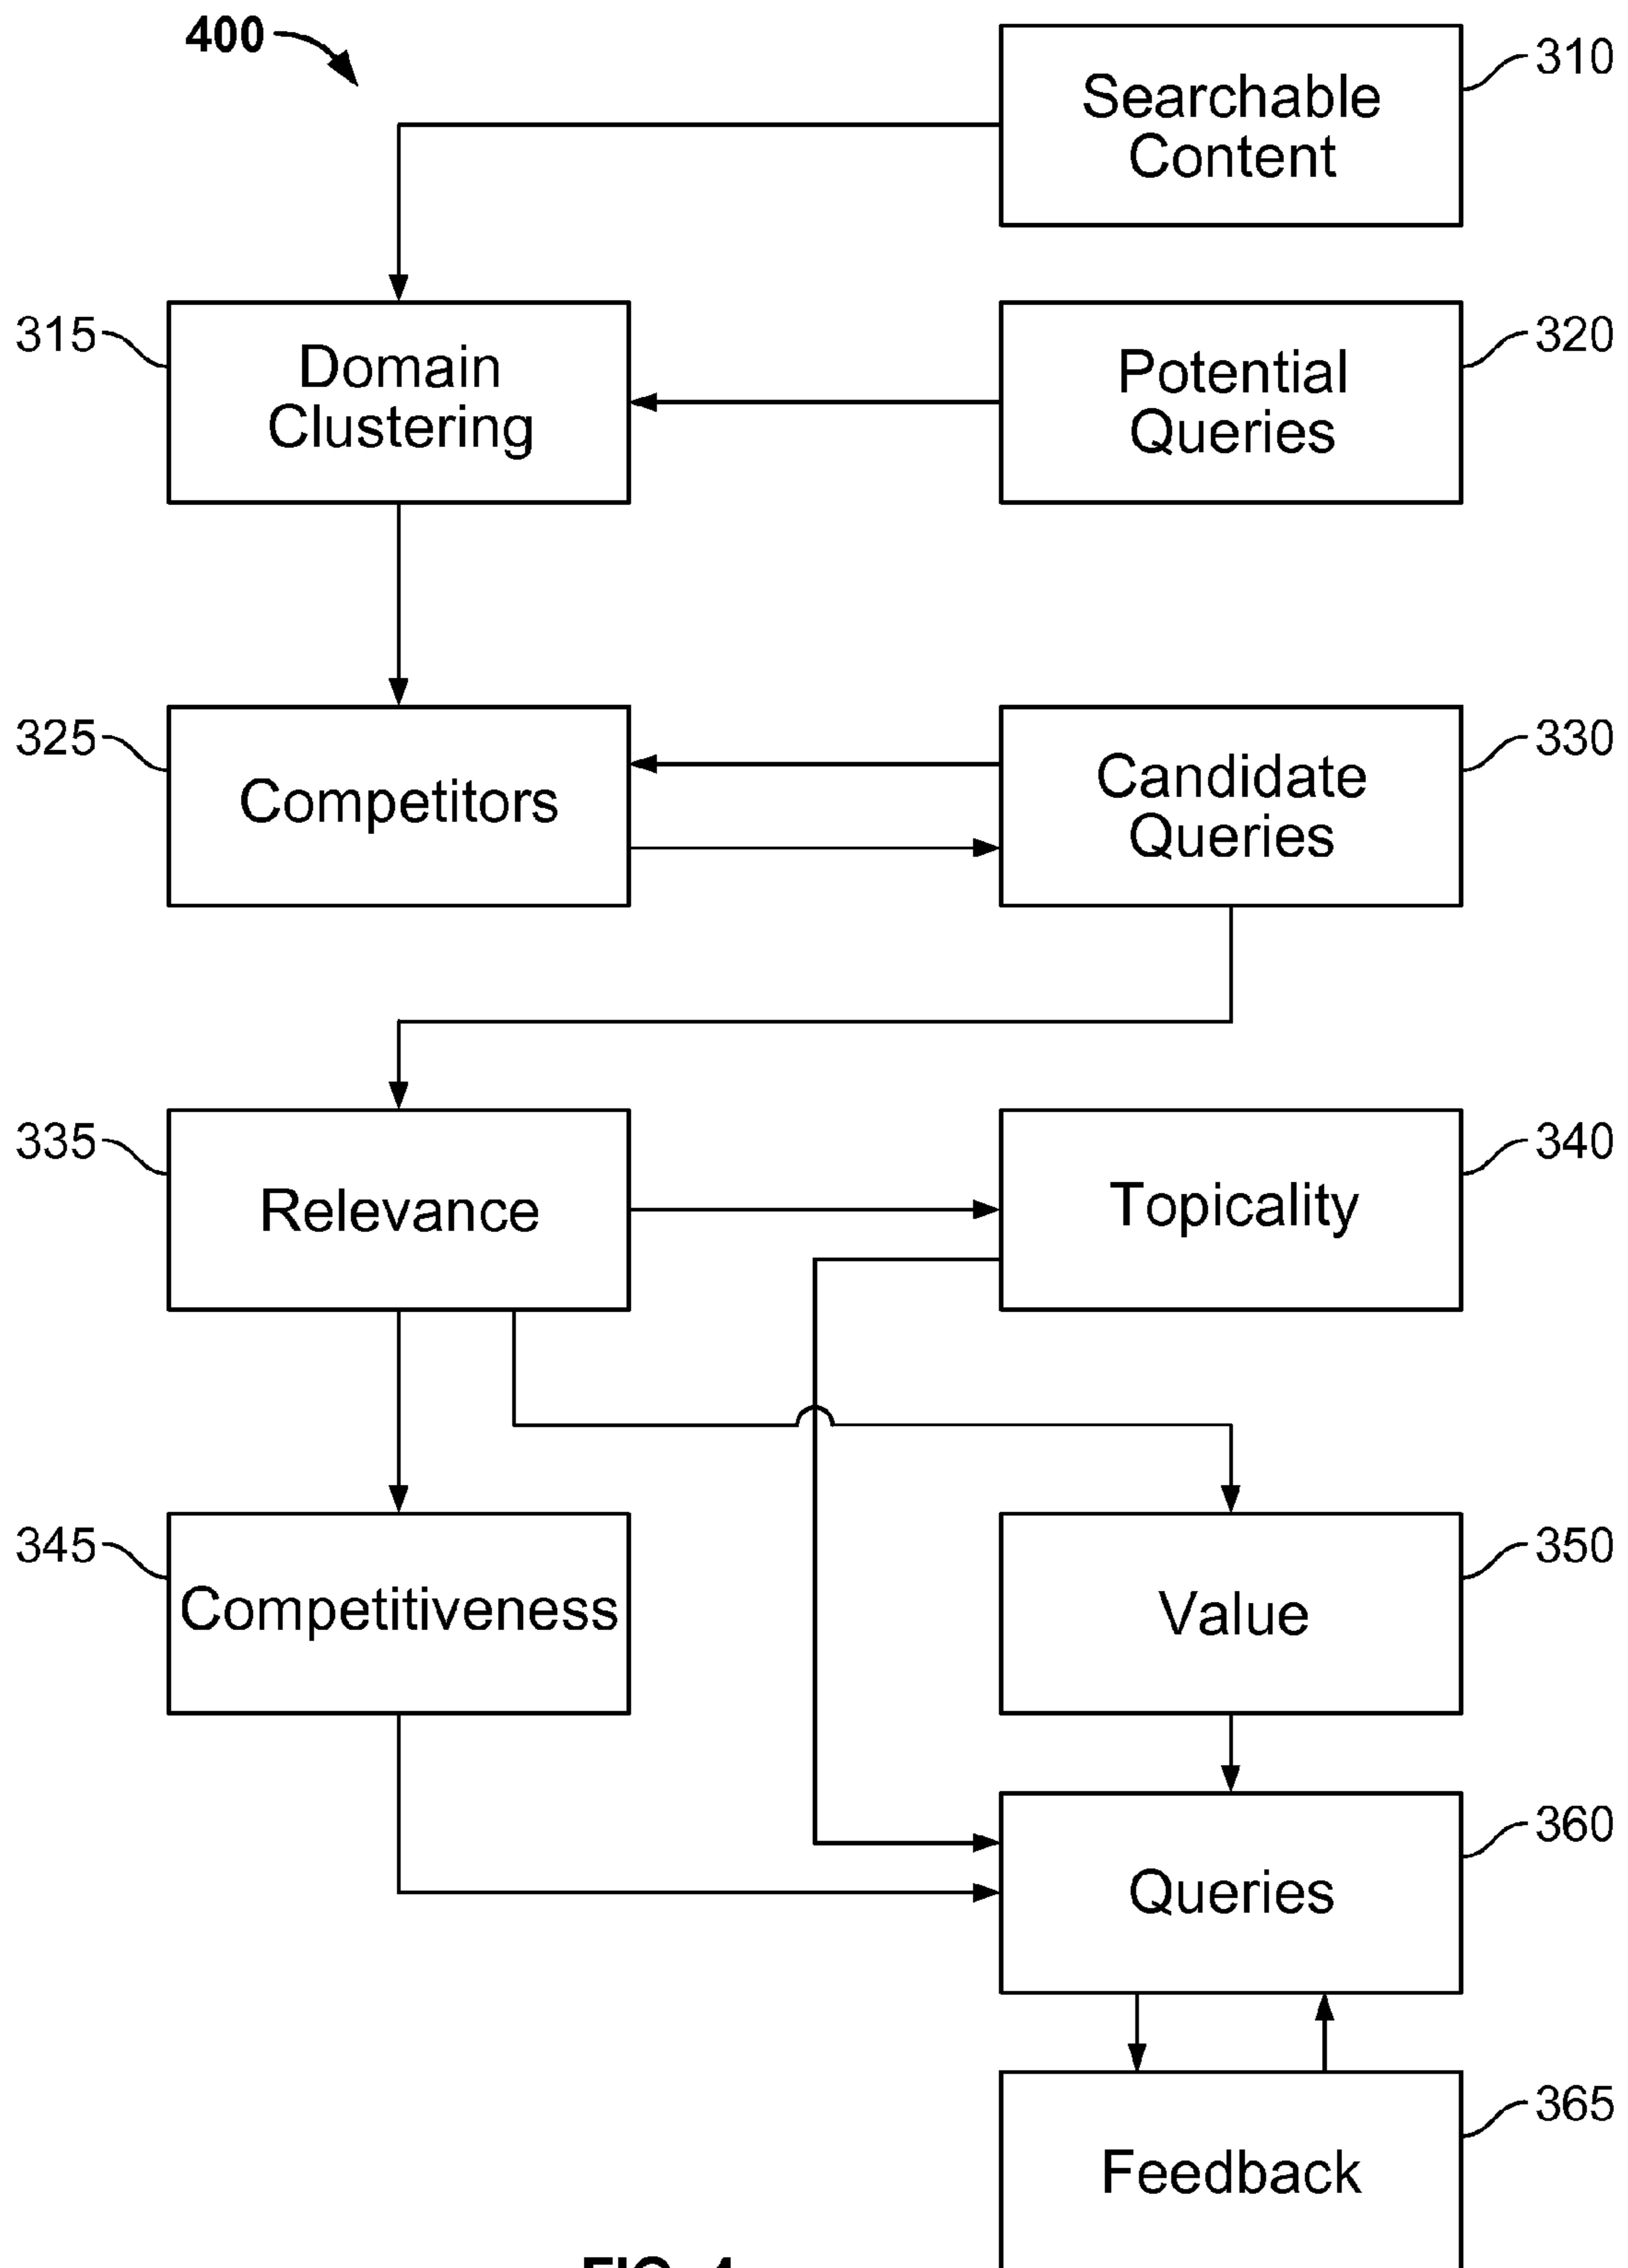 400
Searchable
Content
310
315
Domain
Clustering
Potential
Queries
320
325
Competitors
Candidate
Queries
330
335
Relevance
Topicality
340
345
Competitiveness
Value
350
Queries
360
Feedback
365